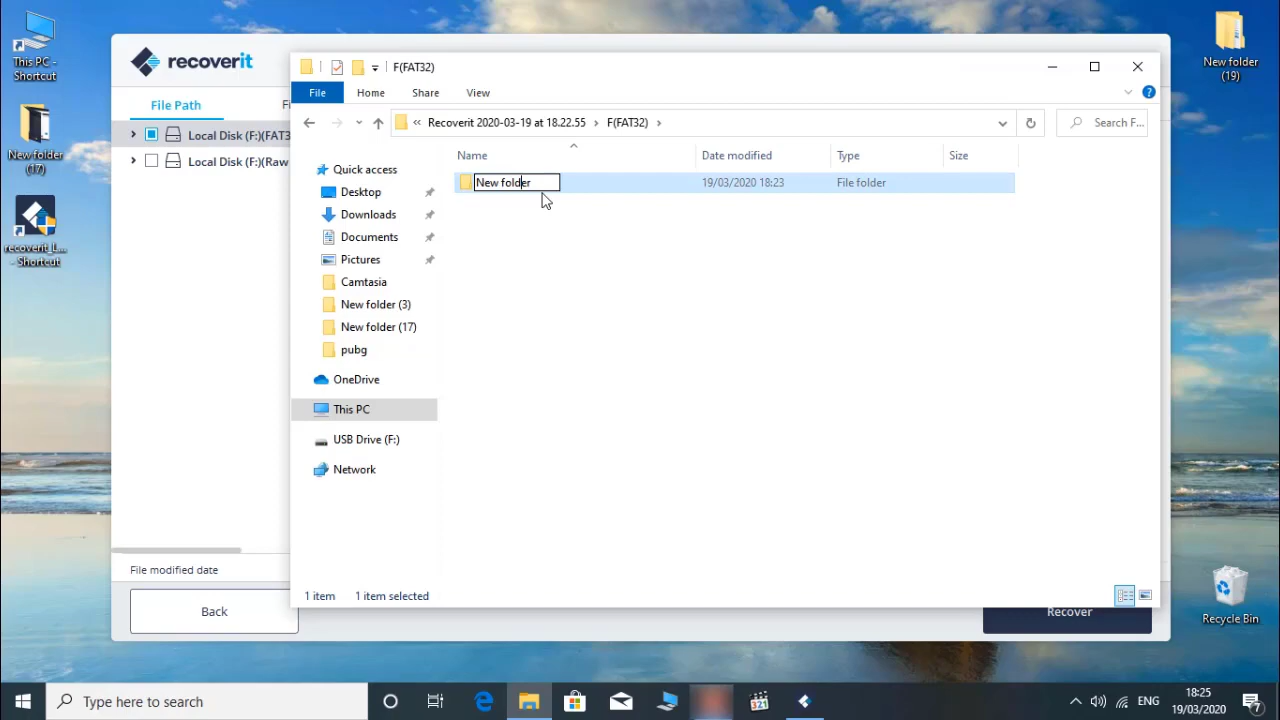 This PC -
Shortcut
New folder
(17)
recoverit_L...
- Shortcut
New folder
(19)
Recycle Bin
recoverit
File Path
Fi
Local Disk (F:)(FAT3
Local Disk (F:)(Raw
File modified date
Back
Recover
F(FAT32)
File
Home
Share
View
« Recoverit 2020-03-19 at 18.22.55 > F(FAT32) >
Search F...
Name
Date modified
Type
Size
New folder
19/03/2020 18:23
File folder
Quick access
Desktop
Downloads
Documents
Pictures
Camtasia
New folder (3)
New folder (17)
pubg
OneDrive
This PC
USB Drive (F:)
Network
1 item
1 item selected
Type here to search
321
ENG
18:25
19/03/2020
7